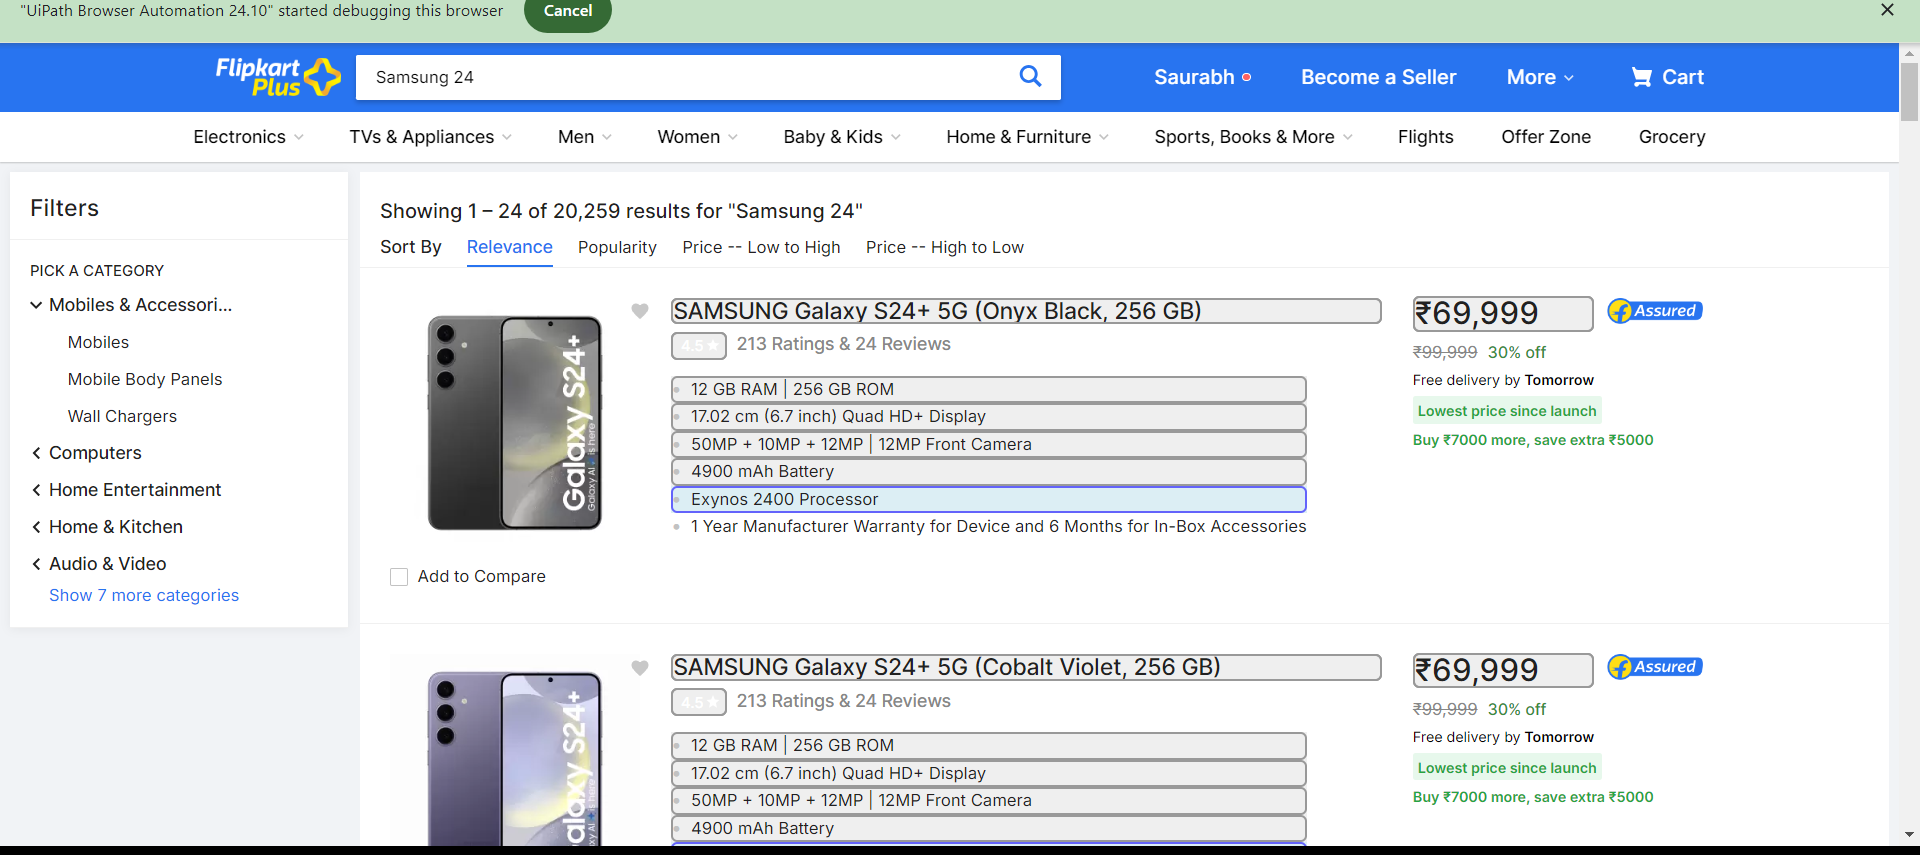 "UiPath Browser Automation 24.10" started debugging this browser
Cancel
Flipkart
Plus
Samsung 24
Saurabh
Become a Seller
More
Cart
Electronics
TVs & Appliances
Men
Women
Baby & Kids
Home & Furniture
Sports, Books & More
Flights
Offer Zone
Grocery
Filters
PICK A CATEGORY
Mobiles & Accessori...
Mobiles
Mobile Body Panels
Wall Chargers
Computers
Home Entertainment
Home & Kitchen
Audio & Video
Show 7 more categories
Showing 1 – 24 of 20,259 results for "Samsung 24"
Sort By
Relevance
Popularity
Price -- Low to High
Price -- High to Low
Galaxy S24+
Galaxy AI is here
Add to Compare
SAMSUNG Galaxy S24+ 5G (Onyx Black, 256 GB)
4.5★
213 Ratings & 24 Reviews
12 GB RAM | 256 GB ROM
17.02 cm (6.7 inch) Quad HD+ Display
50MP + 10MP + 12MP | 12MP Front Camera
4900 mAh Battery
Exynos 2400 Processor
1 Year Manufacturer Warranty for Device and 6 Months for In-Box Accessories
₹69,999
Assured
₹99,999 30% off
Free delivery by Tomorrow
Lowest price since launch
Buy ₹7000 more, save extra ₹5000
Galaxy S24+
Galaxy AI is here
SAMSUNG Galaxy S24+ 5G (Cobalt Violet, 256 GB)
4.5★
213 Ratings & 24 Reviews
12 GB RAM | 256 GB ROM
17.02 cm (6.7 inch) Quad HD+ Display
50MP + 10MP + 12MP | 12MP Front Camera
4900 mAh Battery
₹69,999
Assured
₹99,999 30% off
Free delivery by Tomorrow
Lowest price since launch
Buy ₹7000 more, save extra ₹5000